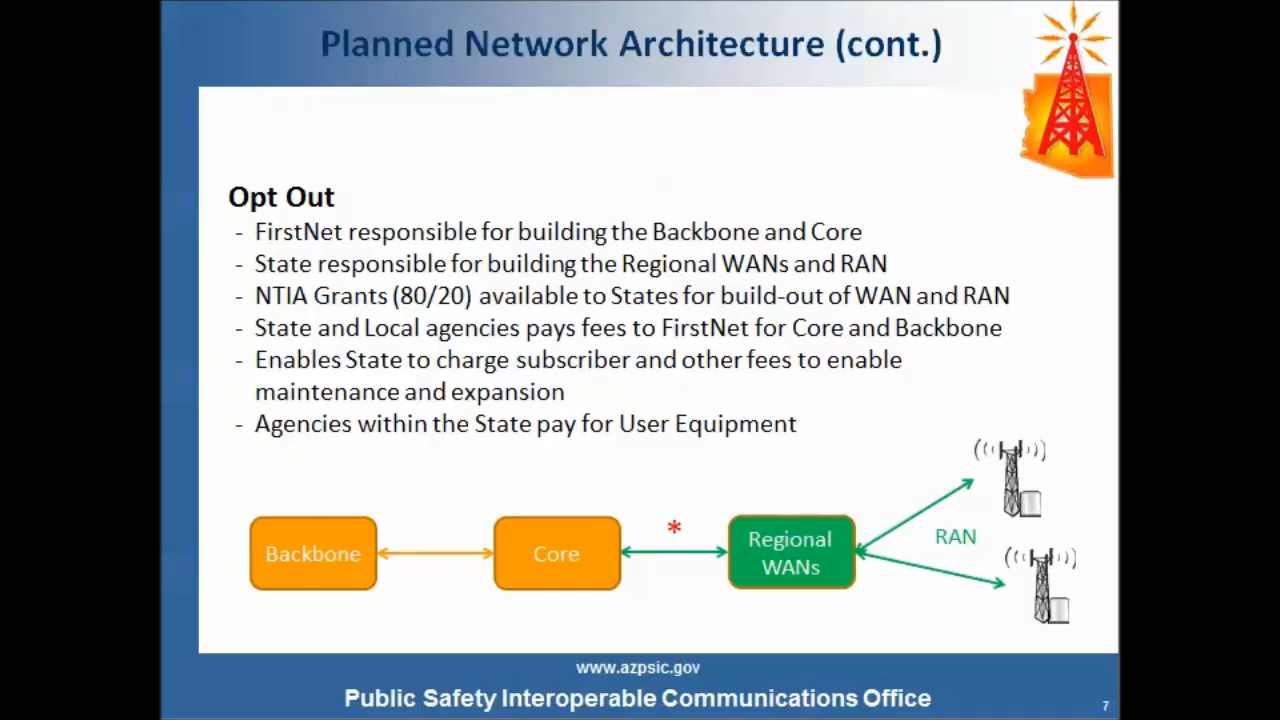 Planned Network Architecture (cont.)
Opt Out
- FirstNet responsible for building the Backbone and Core
- State responsible for building the Regional WANs and RAN
- NTIA Grants (80/20) available to States for build-out of WAN and RAN
- State and Local agencies pays fees to FirstNet for Core and Backbone
- Enables State to charge subscriber and other fees to enable
maintenance and expansion
- Agencies within the State pay for User Equipment
Backbone
Core
*
Regional
WANs
RAN
www.azpsic.gov
Public Safety Interoperable Communications Office
7